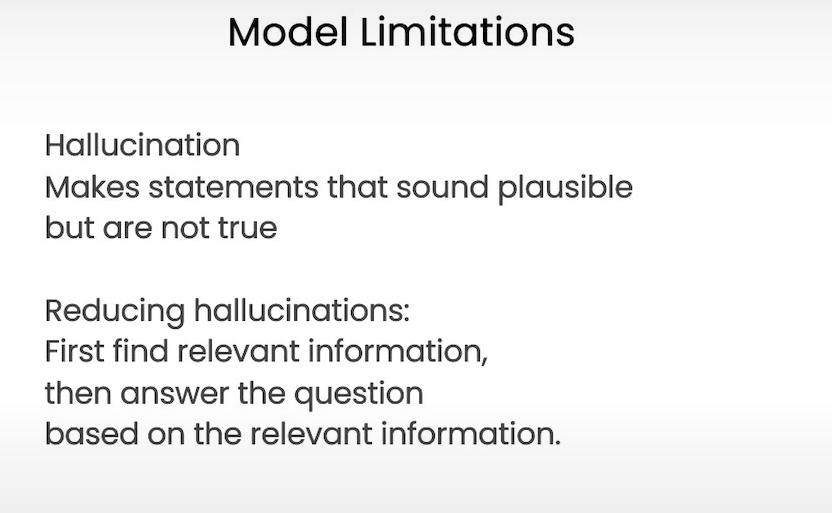 Model Limitations
Hallucination
Makes statements that sound plausible
but are not true
Reducing hallucinations:
First find relevant information,
then answer the question
based on the relevant information.